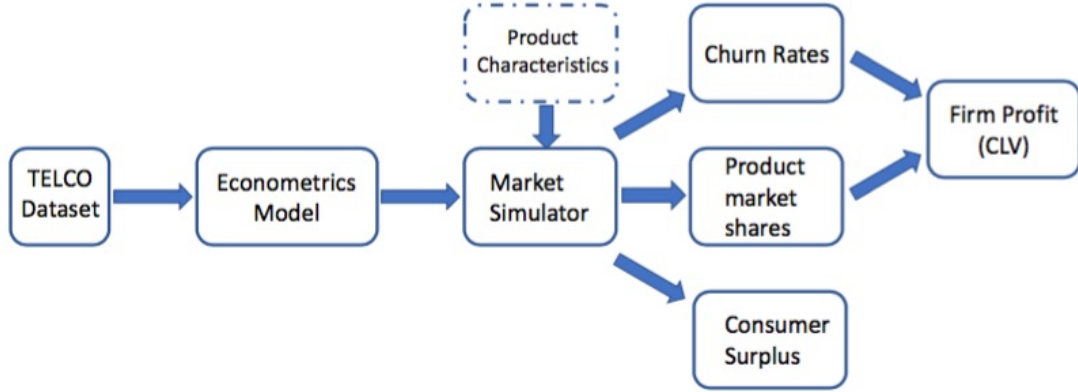 Product
Characteristics
Churn Rates
Firm Profit
(CLV)
TELCO
Dataset
Econometrics
Model
Market
Simulator
Product
market
shares
Consumer
Surplus